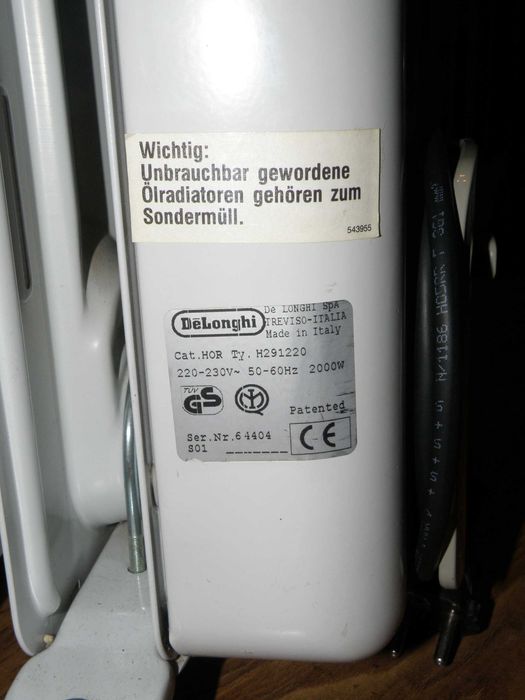 Wichtig:
Unbrauchbar gewordene
Ölradiatoren gehören zum
Sondermüll.
543955
DeLonghi
De LONGHI SpA
TREVISO-ITALIA
Made in Italy
Cat.HOR Ty. H291220
220-230V~ 50-60Hz 2000W
TÜV
GS
Patented
Ser.Nr.64404
S01
CE